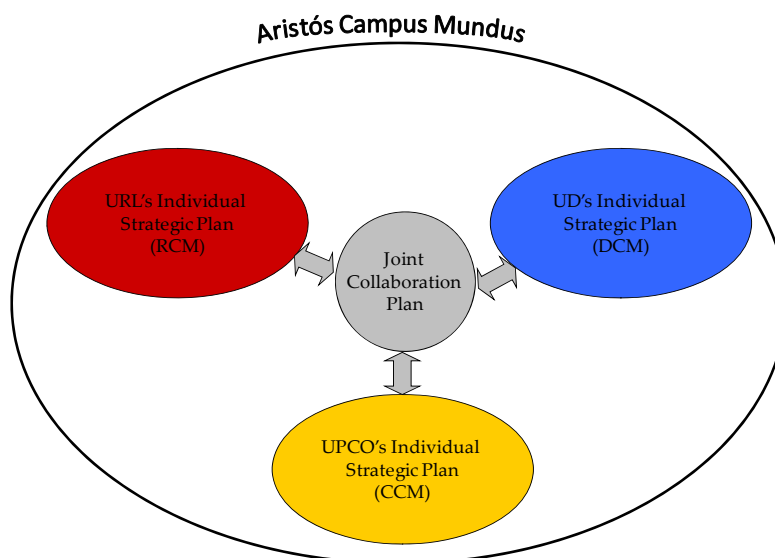 Aristós Campus Mundus
URL's Individual
Strategic Plan
(RCM)
UD's Individual
Strategic Plan
(DCM)
Joint
Collaboration
Plan
UPCO's Individual
Strategic Plan
(CCM)